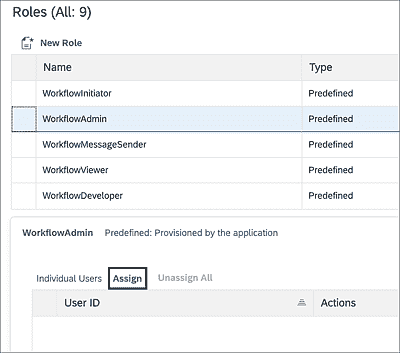 Roles (All: 9)
New Role
Name Type
WorkflowInitiator Predefined
WorkflowAdmin Predefined
WorkflowMessageSender Predefined
WorkflowViewer Predefined
WorkflowDeveloper Predefined
WorkflowAdmin Predefined: Provisioned by the application
Individual Users Assign Unassign All
User ID Actions